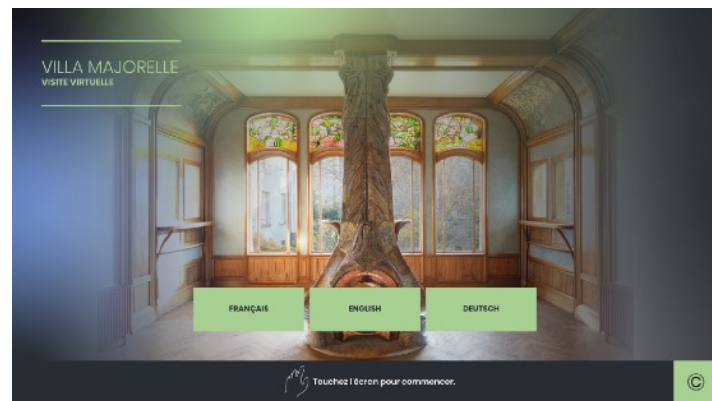 VILLA MAJORELLE
VISITE VIRTUELLE
FRANÇAIS
ENGLISH
DEUTSCH
Touchez l'écran pour commencer.
©